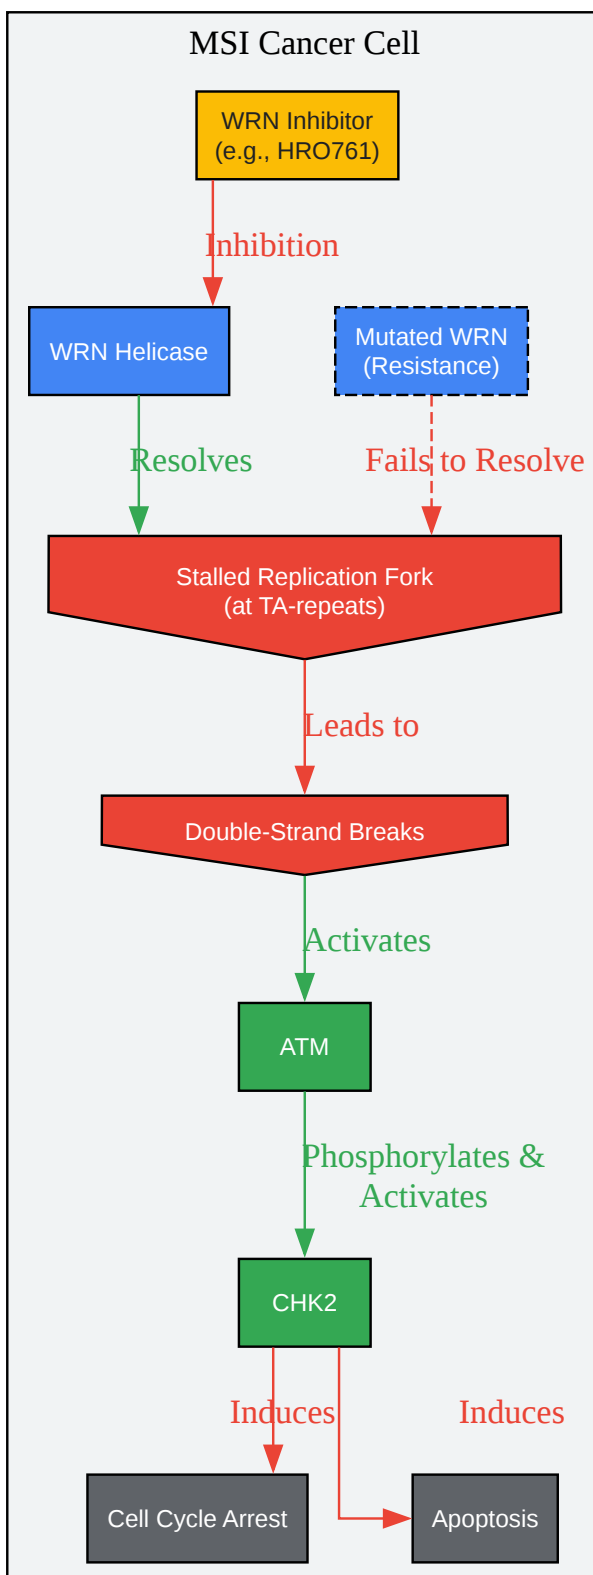 MSI Cancer Cell
WRN Inhibitor
(e.g., HRO761)
Inhibition
WRN Helicase
Mutated WRN
(Resistance)
Resolves
Fails to Resolve
Stalled Replication Fork
(at TA-repeats)
Leads to
Double-Strand Breaks
Activates
ATM
Phosphorylates &
Activates
CHK2
Induces
Induces
Cell Cycle Arrest
Apoptosis